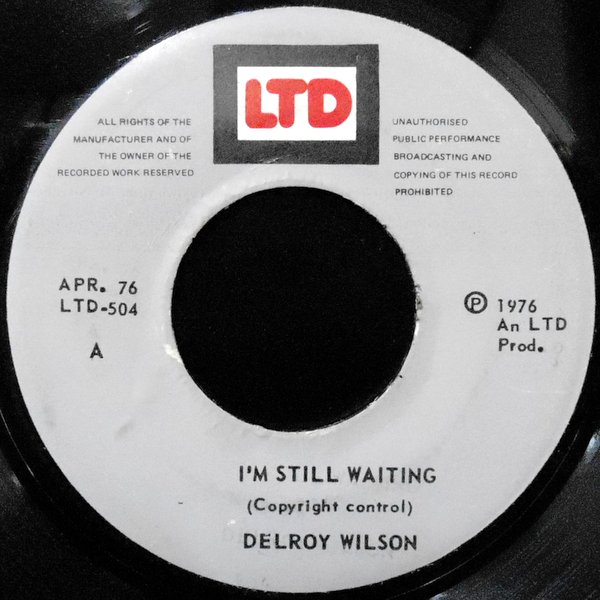 LTD
ALL RIGHTS OF THE
MANUFACTURER AND OF
THE OWNER OF THE
RECORDED WORK RESERVED
UNAUTHORISED
PUBLIC PERFORMANCE
BROADCASTING AND
COPYING OF THIS RECORD
PROHIBITED
APR. 76
LTD-504
A
Ⓟ 1976
An LTD
Prod.
I'M STILL WAITING
(Copyright control)
DELROY WILSON